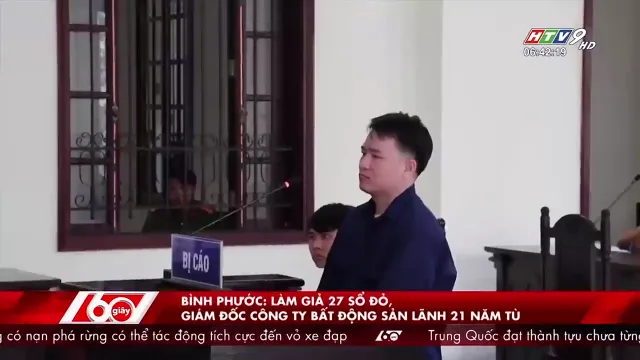 HTV9 HD
06:42:19
BỊ CÁO
60 giây
BÌNH PHƯỚC: LÀM GIẢ 27 SỔ ĐỎ,
GIÁM ĐỐC CÔNG TY BẤT ĐỘNG SẢN LÃNH 21 NĂM TÙ
g có nạn phá rừng có thể tác động tích cực đến vỏ xe đạp 60 giây Trung Quốc đạt thành tựu chưa từng